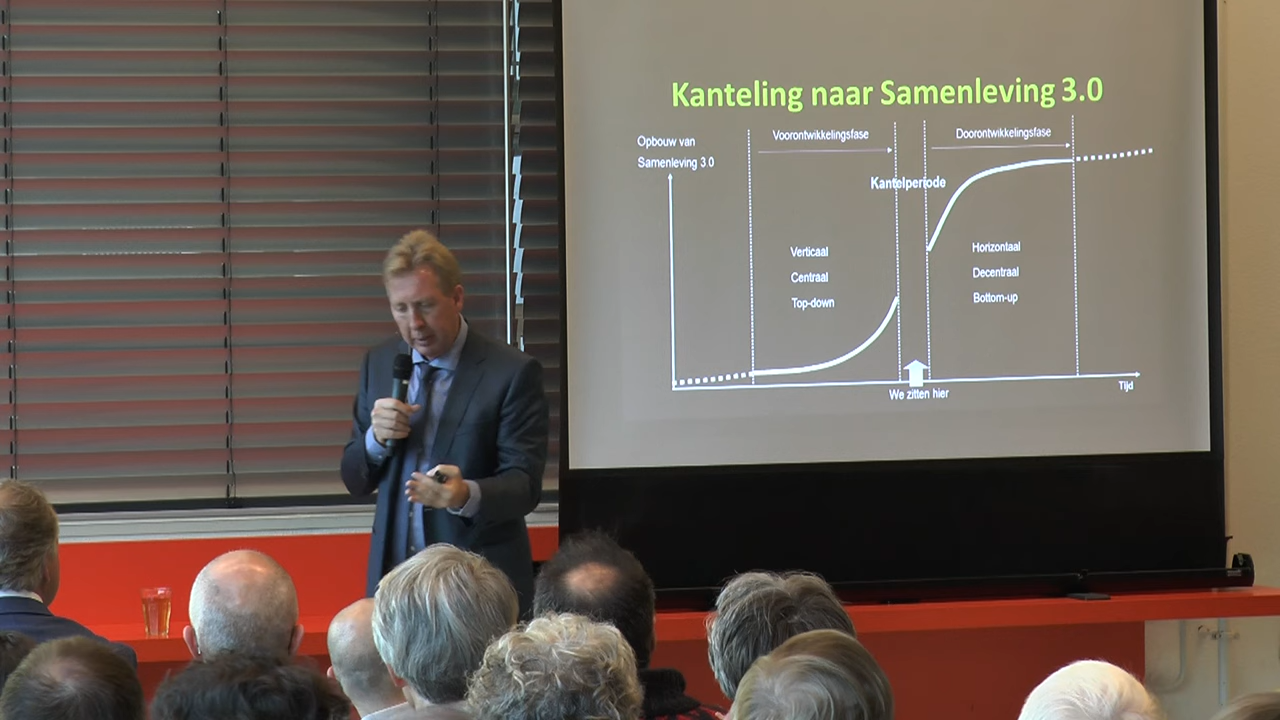 Kanteling naar Samenleving 3.0
Opbouw van
Samenleving 3.0
Voorontwikkelingsfase
Doorontwikkelingsfase
Kantelperiode
Verticaal
Centraal
Top-down
Horizontaal
Decentraal
Bottom-up
We zitten hier
Tijd